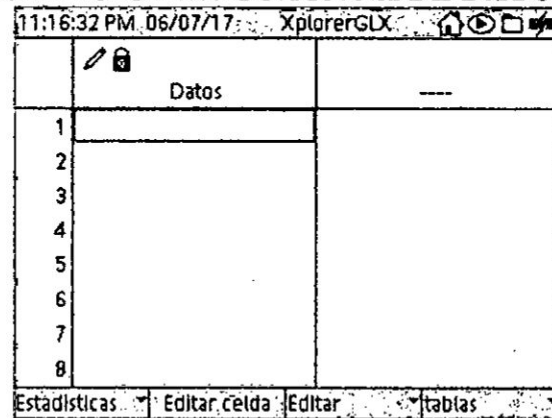 11:16:32 PM 06/07/17 XplorerGLX
Datos ----
1
2
3
4
5
6
7
8
Estadísticas Editar celda Editar tablas